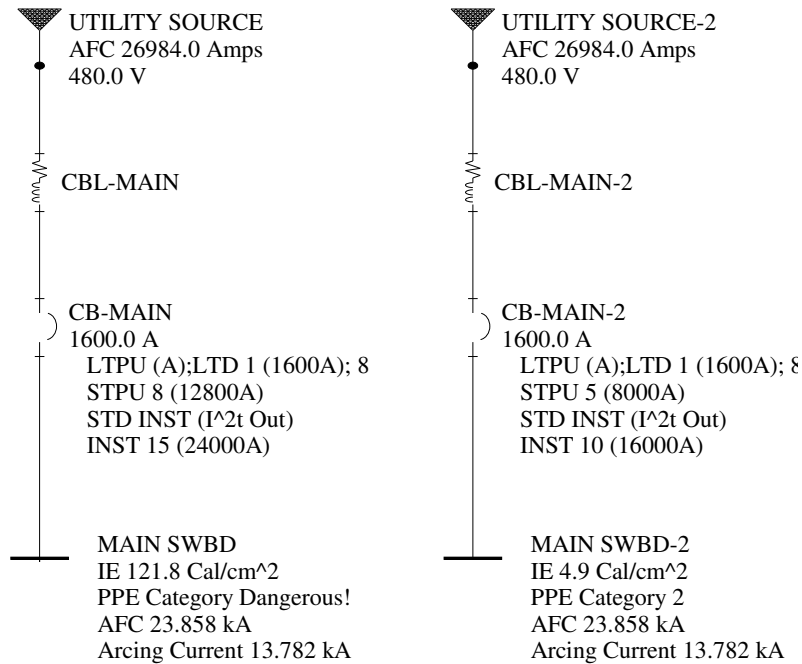 UTILITY SOURCE
AFC 26984.0 Amps
480.0 V
CBL-MAIN
CB-MAIN
1600.0 A
LTPU (A);LTD 1 (1600A); 8
STPU 8 (12800A)
STD INST (I^2t Out)
INST 15 (24000A)
MAIN SWBD
IE 121.8 Cal/cm^2
PPE Category Dangerous!
AFC 23.858 kA
Arcing Current 13.782 kA
UTILITY SOURCE-2
AFC 26984.0 Amps
480.0 V
CBL-MAIN-2
CB-MAIN-2
1600.0 A
LTPU (A);LTD 1 (1600A); 8
STPU 5 (8000A)
STD INST (I^2t Out)
INST 10 (16000A)
MAIN SWBD-2
IE 4.9 Cal/cm^2
PPE Category 2
AFC 23.858 kA
Arcing Current 13.782 kA